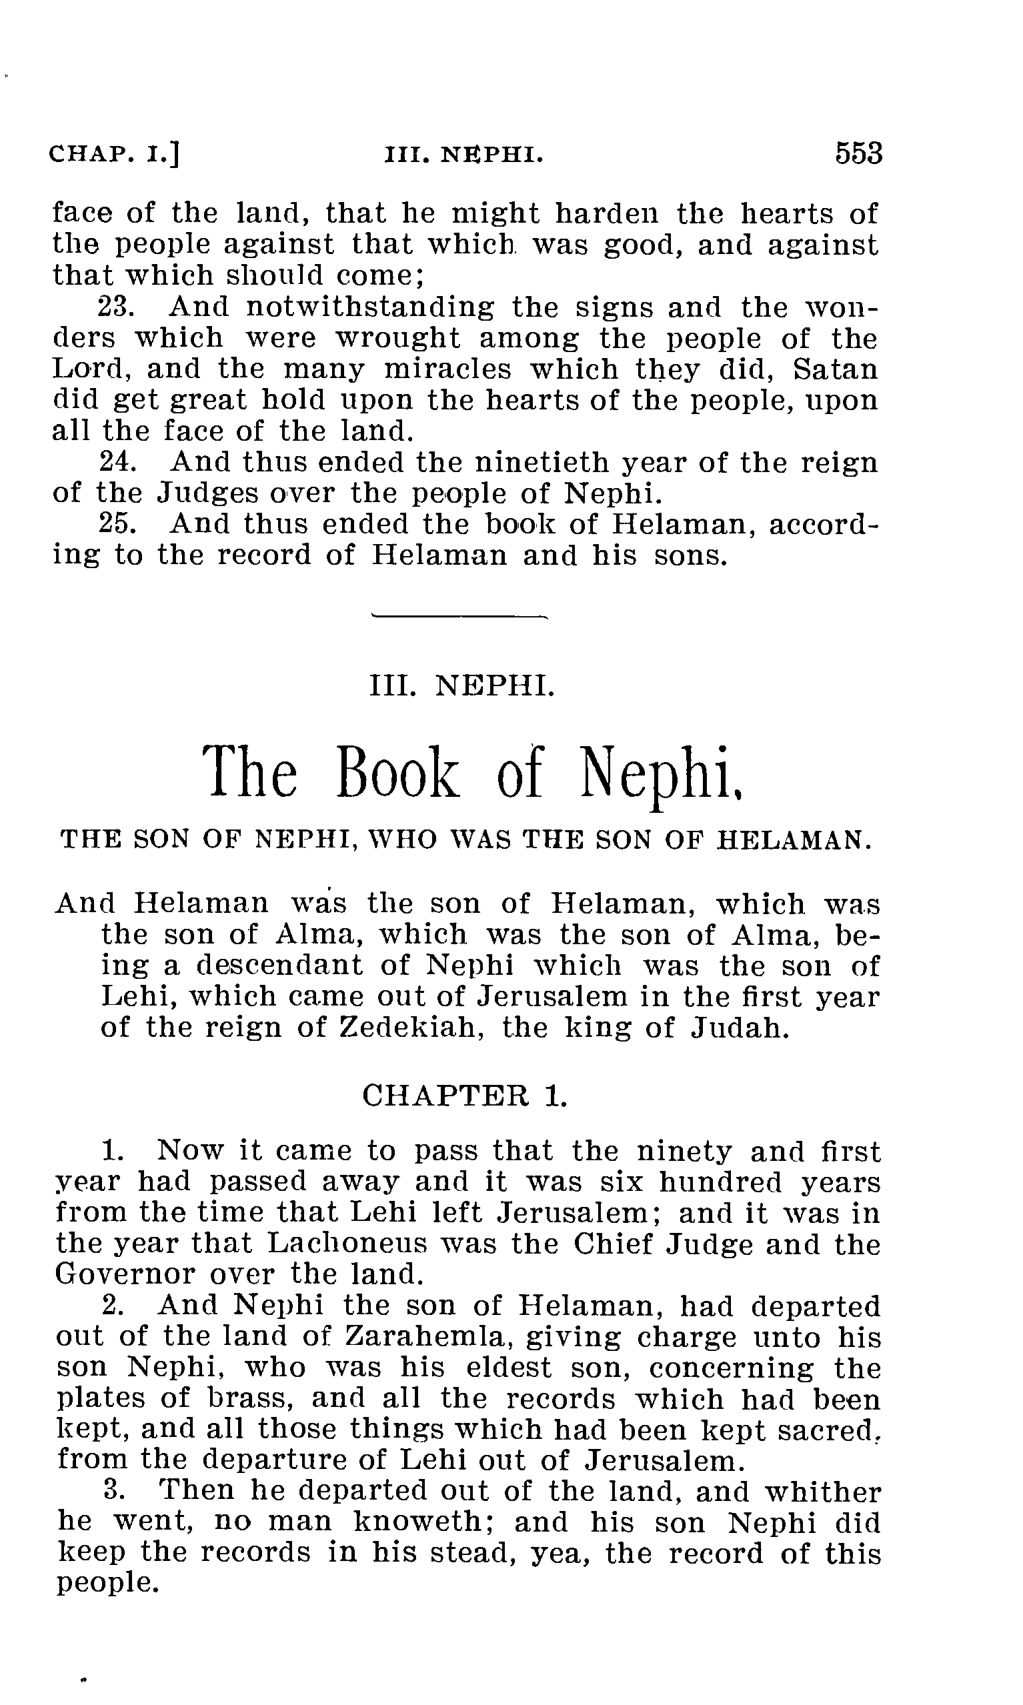 CHAP. I.] III. NEPHI. 553
face of the land, that he might harden the hearts of
the people against that which was good, and against
that which should come;
23. And notwithstanding the signs and the won-
ders which were wrought among the people of the
Lord, and the many miracles which they did, Satan
did get great hold upon the hearts of the people, upon
all the face of the land.
24. And thus ended the ninetieth year of the reign
of the Judges over the people of Nephi.
25. And thus ended the book of Helaman, accord-
ing to the record of Helaman and his sons.
III. NEPHI.
The Book of Nephi,
THE SON OF NEPHI, WHO WAS THE SON OF HELAMAN.
And Helaman was the son of Helaman, which was
the son of Alma, which was the son of Alma, be-
ing a descendant of Nephi which was the son of
Lehi, which came out of Jerusalem in the first year
of the reign of Zedekiah, the king of Judah.
CHAPTER 1.
1. Now it came to pass that the ninety and first
year had passed away and it was six hundred years
from the time that Lehi left Jerusalem; and it was in
the year that Lachoneus was the Chief Judge and the
Governor over the land.
2. And Nephi the son of Helaman, had departed
out of the land of Zarahemla, giving charge unto his
son Nephi, who was his eldest son, concerning the
plates of brass, and all the records which had been
kept, and all those things which had been kept sacred,
from the departure of Lehi out of Jerusalem.
3. Then he departed out of the land, and whither
he went, no man knoweth; and his son Nephi did
keep the records in his stead, yea, the record of this
people.